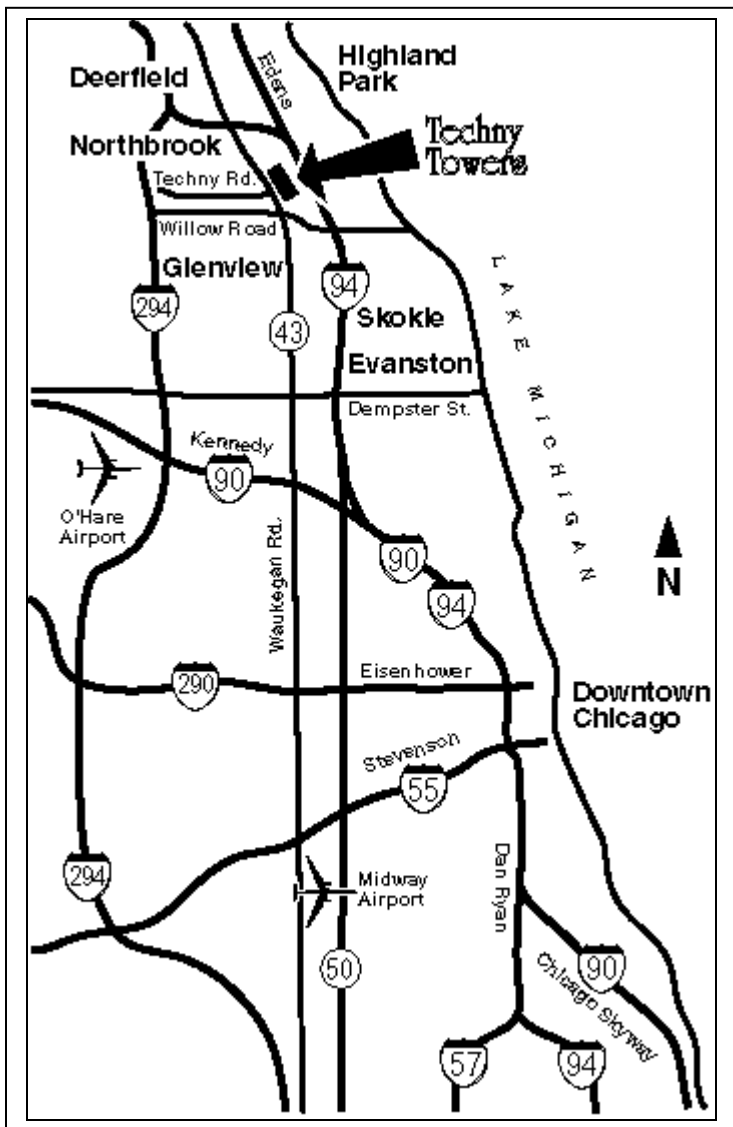 Highland
Park
Edens
Deerfield
Techny
Towers
Northbrook
Techny Rd.
Willow Road
Glenview
294
94
43
Skokie
Evanston
LAKE MICHIGAN
Dempster St.
Kennedy
90
O'Hare
Airport
Waukegan Rd.
90
94
N
290
Eisenhower
Downtown
Chicago
Stevenson
55
294
Midway
Airport
Dan Ryan
50
90
Chicago Skyway
57
94